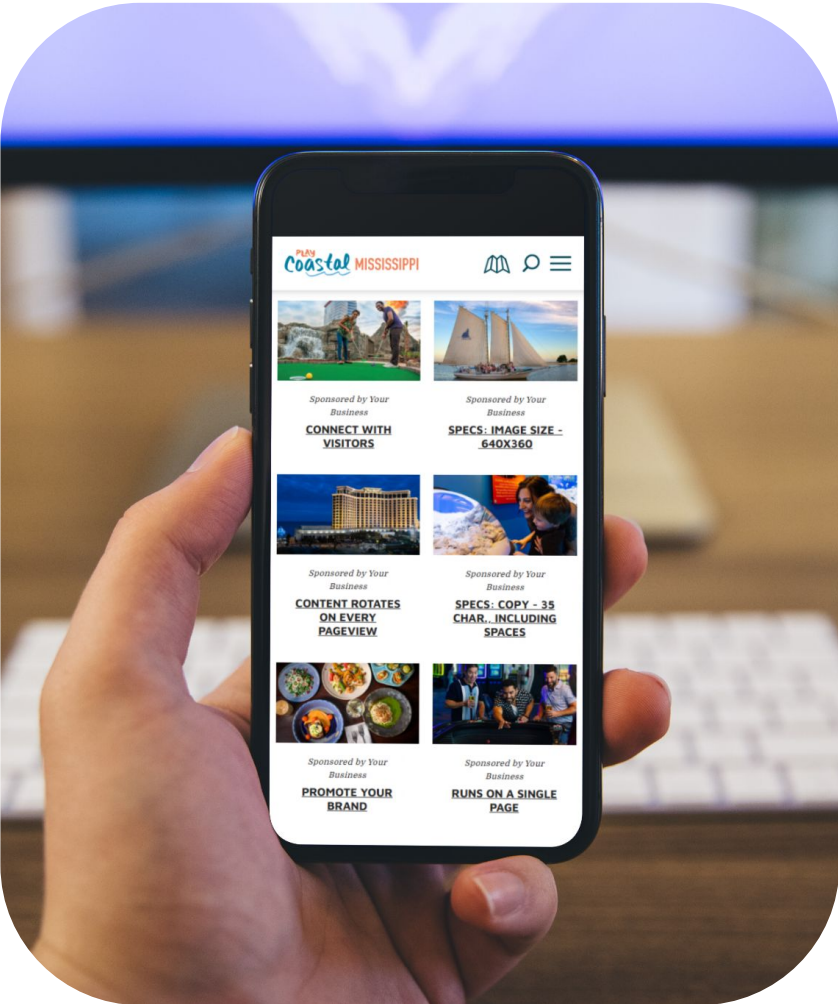 PLAY
Coastal MISSISSIPPI
Sponsored by Your
Business
CONNECT WITH
VISITORS
Sponsored by Your
Business
SPECS: IMAGE SIZE -
640X360
Sponsored by Your
Business
CONTENT ROTATES
ON EVERY
PAGEVIEW
Sponsored by Your
Business
SPECS: COPY - 35
CHAR., INCLUDING
SPACES
Sponsored by Your
Business
PROMOTE YOUR
BRAND
Sponsored by Your
Business
RUNS ON A SINGLE
PAGE